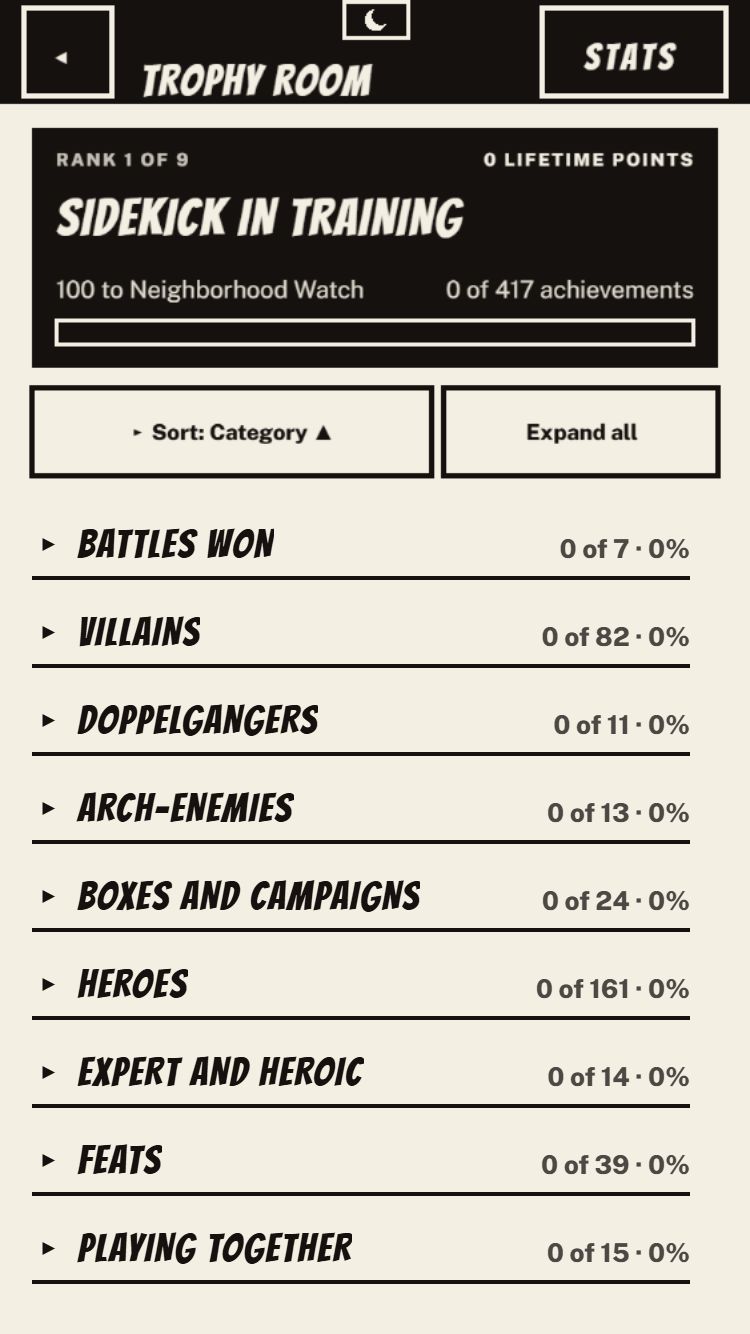 ◂
TROPHY ROOM
STATS
RANK 1 OF 9 0 LIFETIME POINTS
SIDEKICK IN TRAINING
100 to Neighborhood Watch 0 of 417 achievements
▸ Sort: Category ▲ Expand all
▸ BATTLES WON 0 of 7 · 0%
▸ VILLAINS 0 of 82 · 0%
▸ DOPPELGANGERS 0 of 11 · 0%
▸ ARCH-ENEMIES 0 of 13 · 0%
▸ BOXES AND CAMPAIGNS 0 of 24 · 0%
▸ HEROES 0 of 161 · 0%
▸ EXPERT AND HEROIC 0 of 14 · 0%
▸ FEATS 0 of 39 · 0%
▸ PLAYING TOGETHER 0 of 15 · 0%